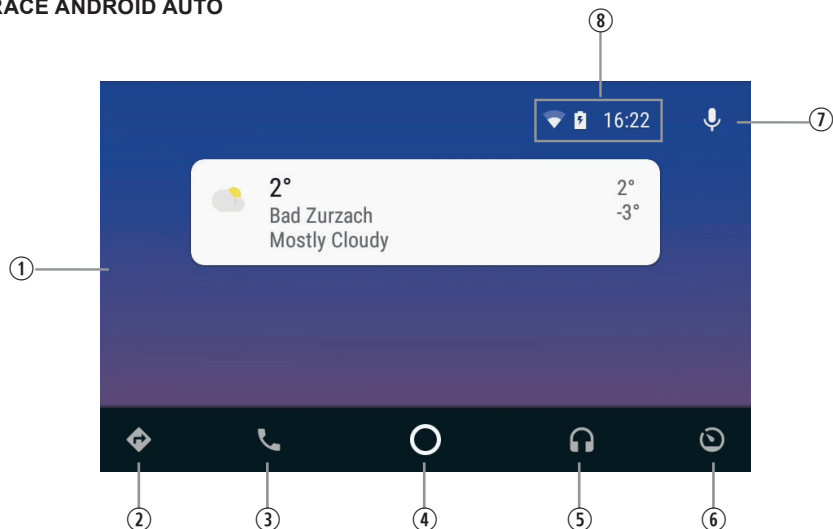 RACE ANDROID AUTO
⑧
16:22
⑦
2°
2°
Bad Zurzach
-3°
Mostly Cloudy
①
② ③ ④ ⑤ ⑥